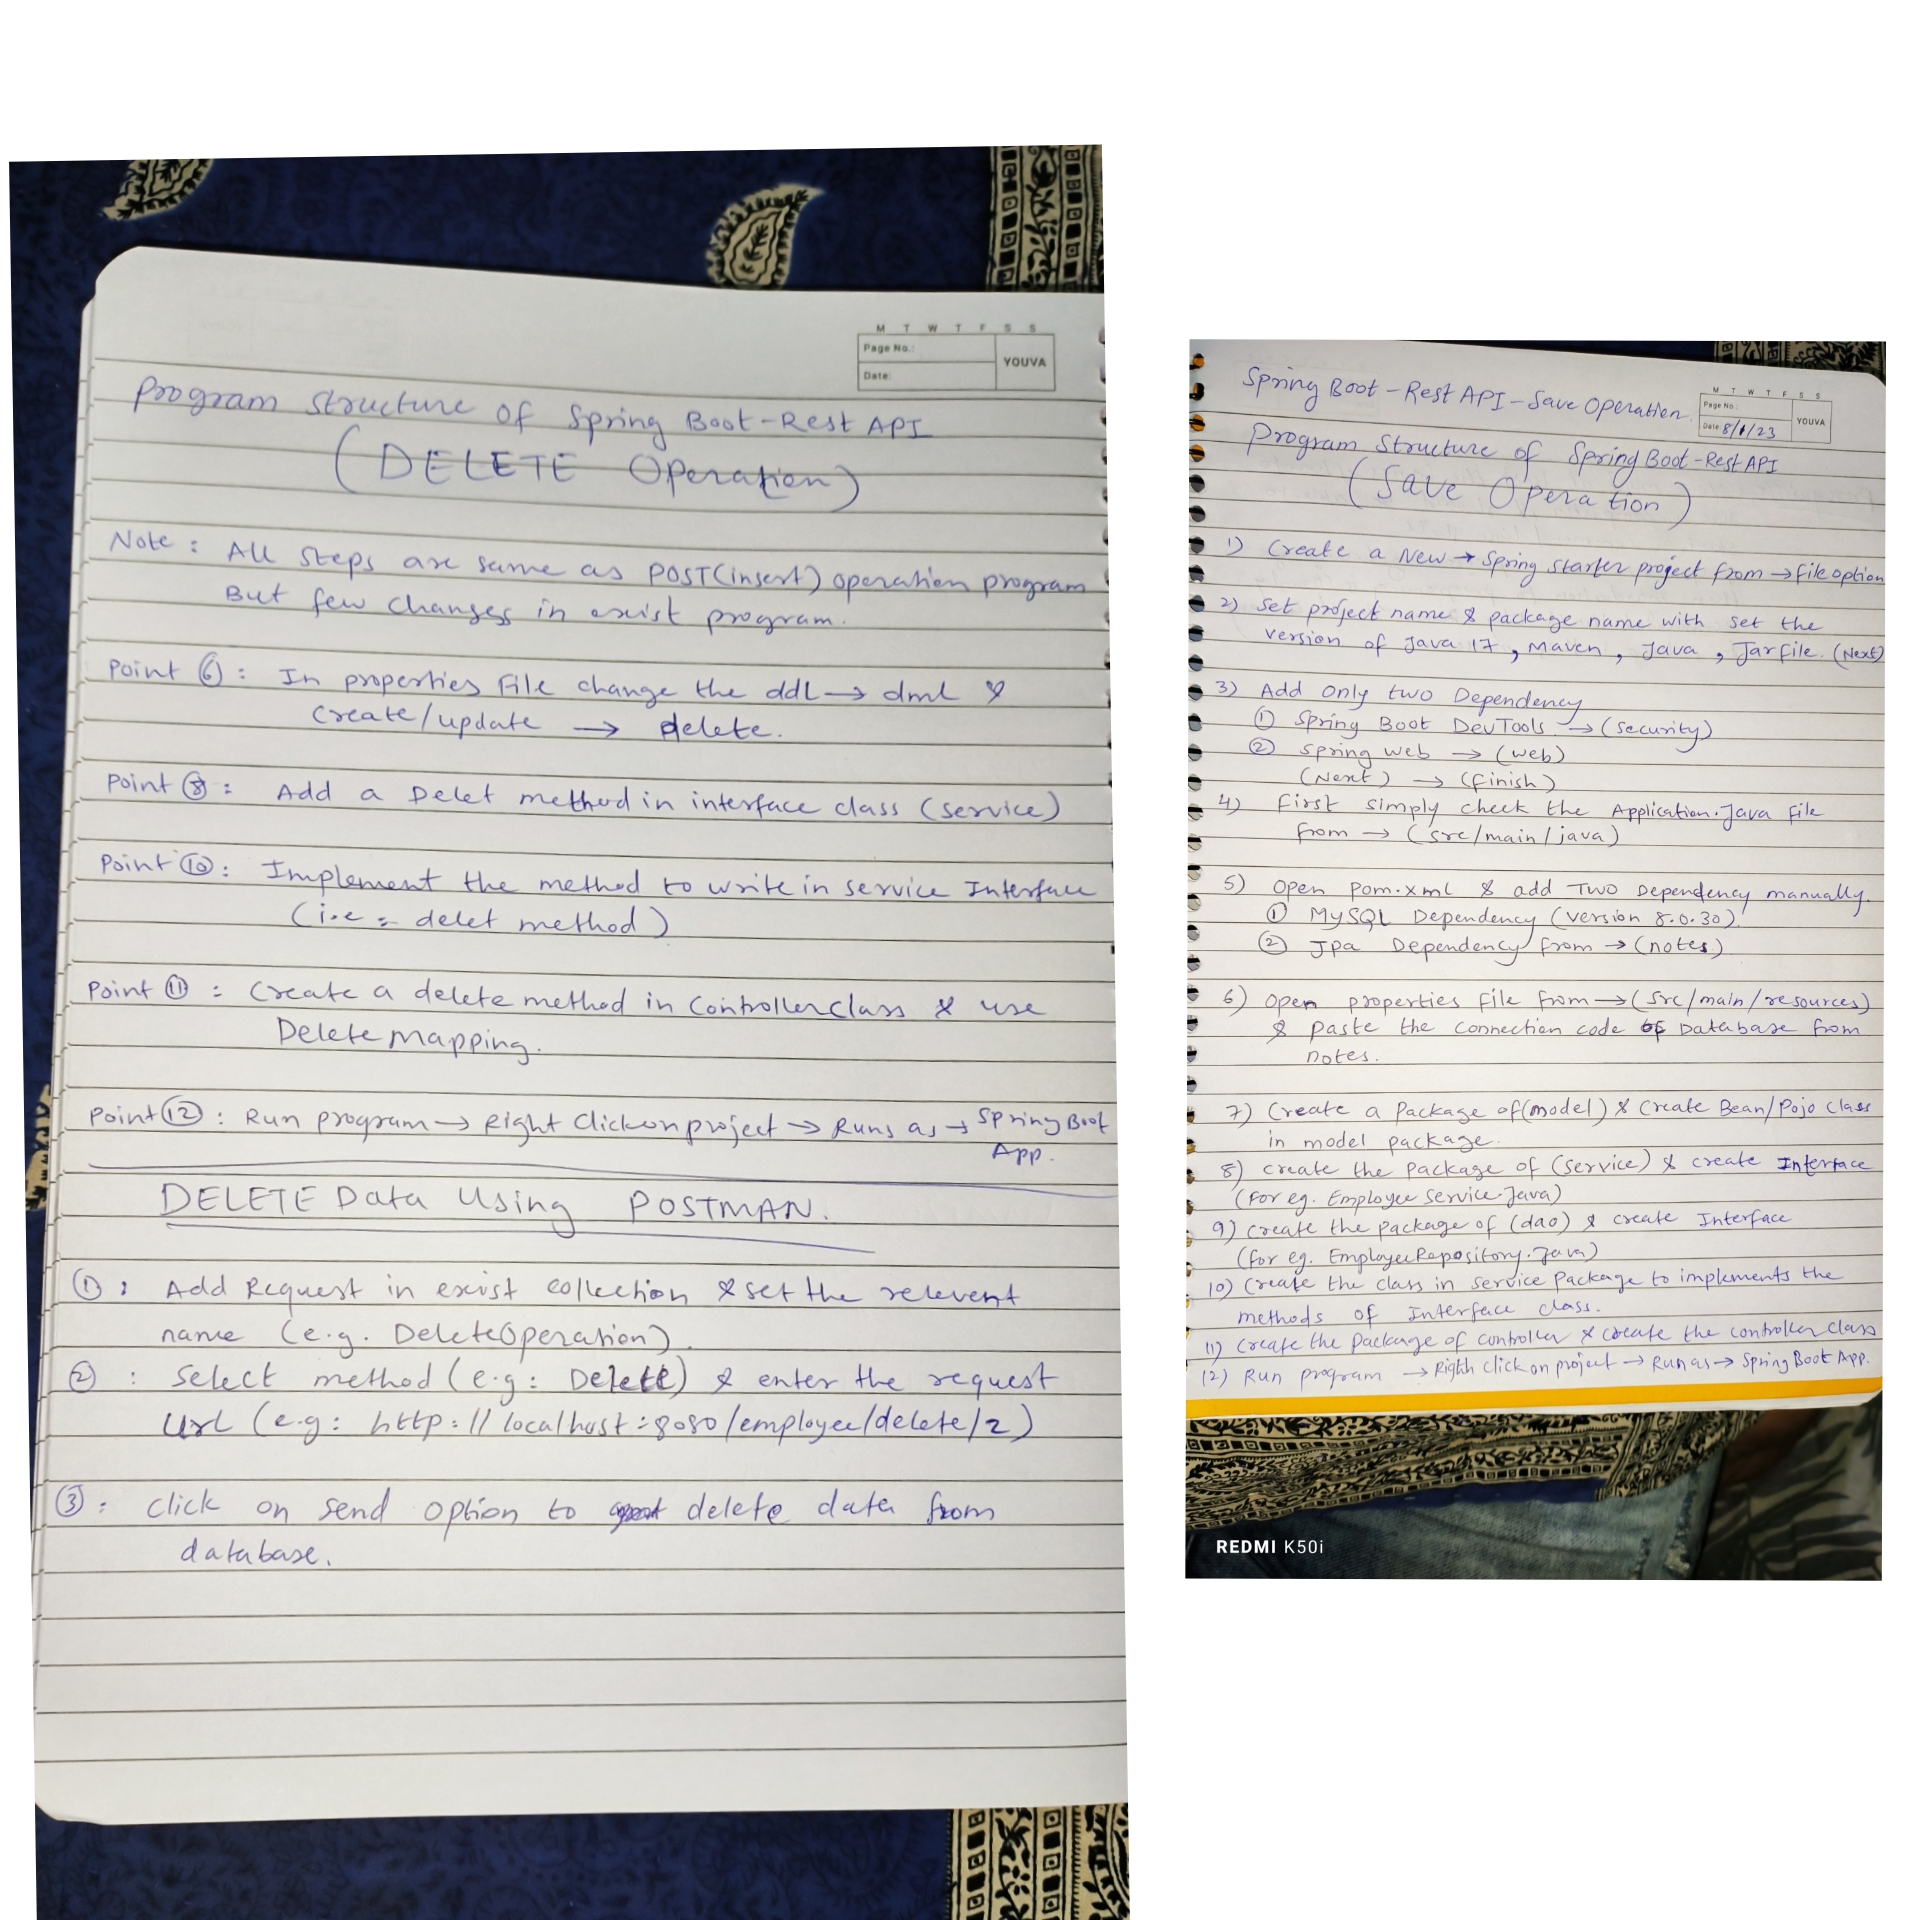 M T W T F S S
Page No.:
YOUVA
Date:
Program Structure of Spring Boot-Rest API
(DELETE Operation)
Note: All Steps are same as POST(insert) operation program
But few changes in exist program.
Point ⑥: In properties file change the ddl → dml &
create/update → delete.
Point ⑧: Add a Delet method in interface class (service)
Point ⑩: Implement the method to write in service Interface
(i.e = delet method)
Point ⑪: Create a delete method in Controller Class & use
Delete mapping.
Point ⑫: Run program → Right Click on project → Runs as → Spring Boot
App.
DELETE Data Using POSTMAN.
①: Add Request in exist collection & set the relevent
name (e.g. DeleteOperation).
②: Select method (e.g: Delete) & enter the request
Url (e.g: http://localhost:8080/employee/delete/2)
③: click on send option to delete data from
database.
Spring Boot - Rest API - Save Operation.
M T W T F S S
Page No.:
YOUVA
Date: 8/1/23
Program Structure of Spring Boot-Rest API
(Save Operation)
1) Create a New → Spring starter project from → file option
2) Set project name & package name with set the
version of Java 17, Maven, Java, Jar file. (Next)
3) Add only two Dependency
① Spring Boot DevTools → (security)
② Spring web → (web)
(Next) → (finish)
4) First simply check the Application.Java file
from → (src/main/java)
5) Open pom.xml & add Two Dependency manually.
① MySQL Dependency (version 8.0.30)
② Jpa Dependency from → (notes)
6) Open properties file from → (src/main/resources)
& paste the connection code of Database from
notes.
7) Create a Package of (model) & Create Bean/Pojo class
in model package.
8) create the package of (service) & create Interface
(for eg. Employee Service.Java)
9) create the package of (dao) & create Interface
(for eg. EmployeeRepository.Java)
10) Create the class in service package to implements the
methods of Interface class.
11) Create the package of controller & create the controller class
12) Run program → Righh click on project → Run as → Spring Boot App.
REDMI K50i